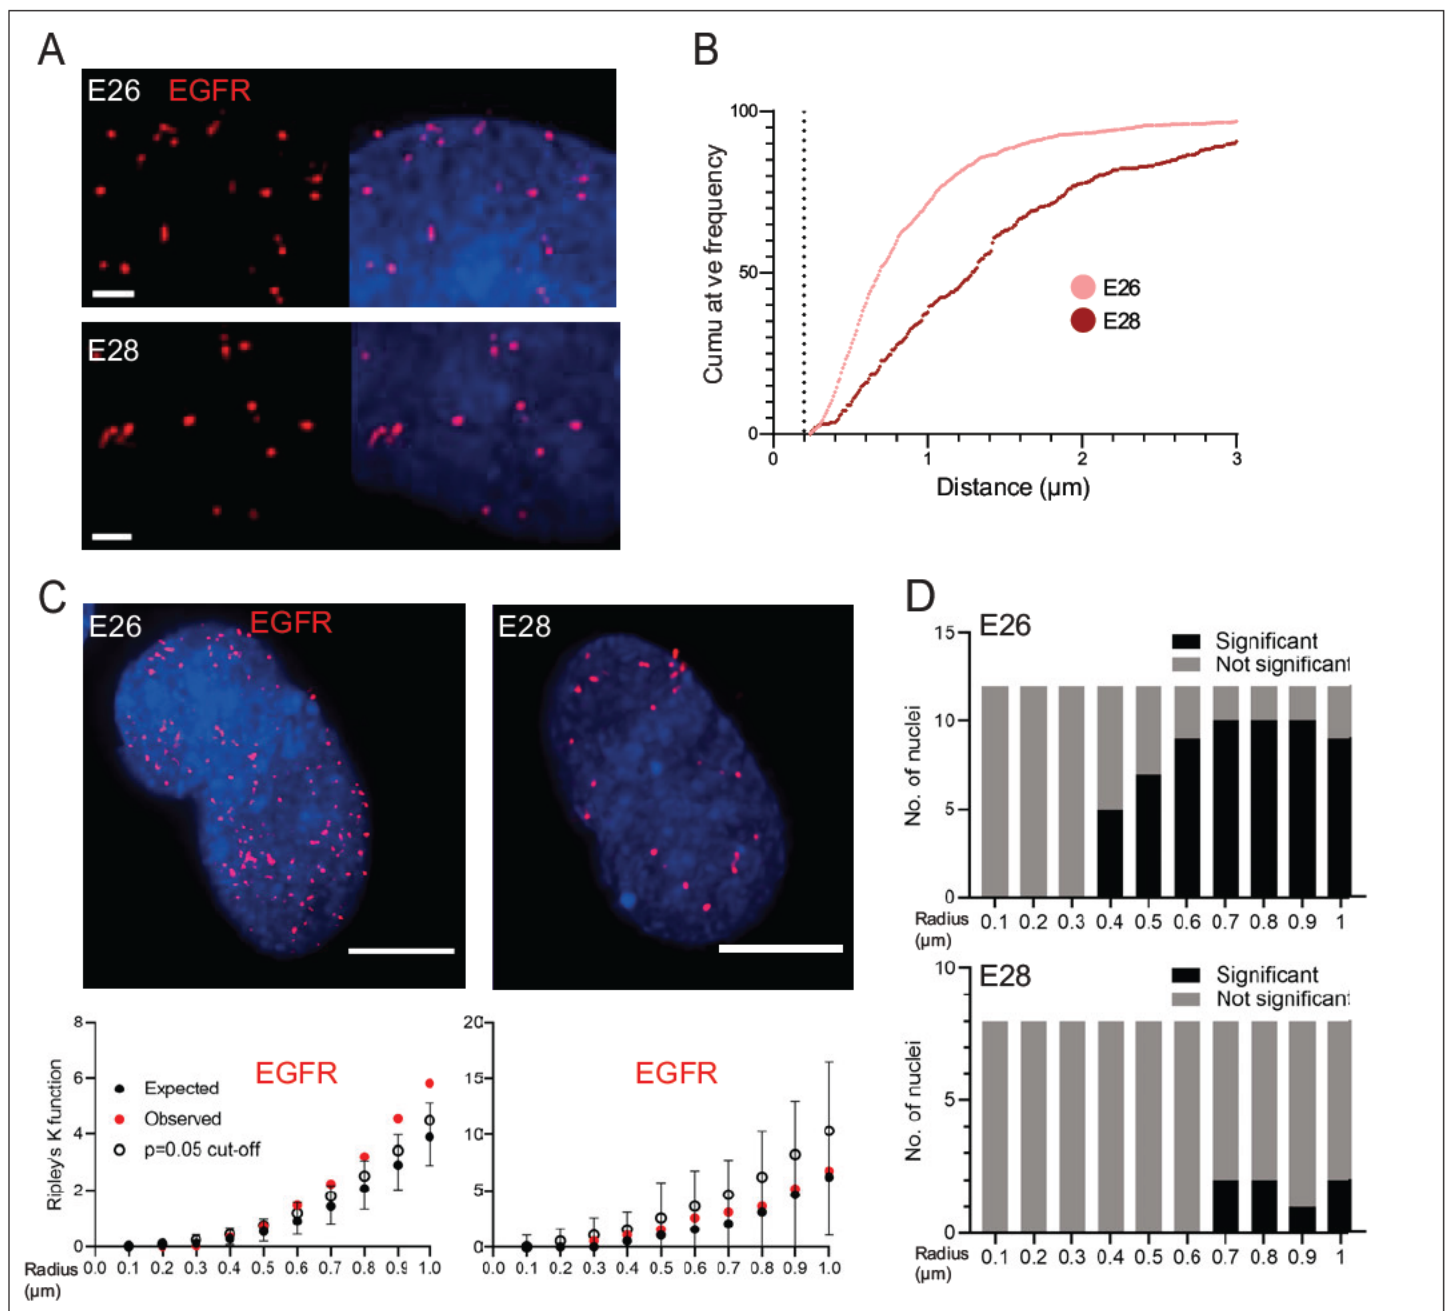 A
E26 EGFR
E28
B
100
50
0
Cumu at ve frequency
E26
E28
0 1 2 3
Distance (µm)
C
E26 EGFR
E28
8
6
4
2
0
Ripley's K function
EGFR
Expected
Observed
p=0.05 cut-off
Radius (µm)
0.0 0.1 0.2 0.3 0.4 0.5 0.6 0.7 0.8 0.9 1.0
20
15
10
5
0
EGFR
0.0 0.1 0.2 0.3 0.4 0.5 0.6 0.7 0.8 0.9 1.0
D
E26
Significant
Not significant
15
10
5
0
No. of nuclei
Radius (µm)
0.1 0.2 0.3 0.4 0.5 0.6 0.7 0.8 0.9 1
E28
Significant
Not significant
10
5
0
No. of nuclei
Radius (µm)
0.1 0.2 0.3 0.4 0.5 0.6 0.7 0.8 0.9 1